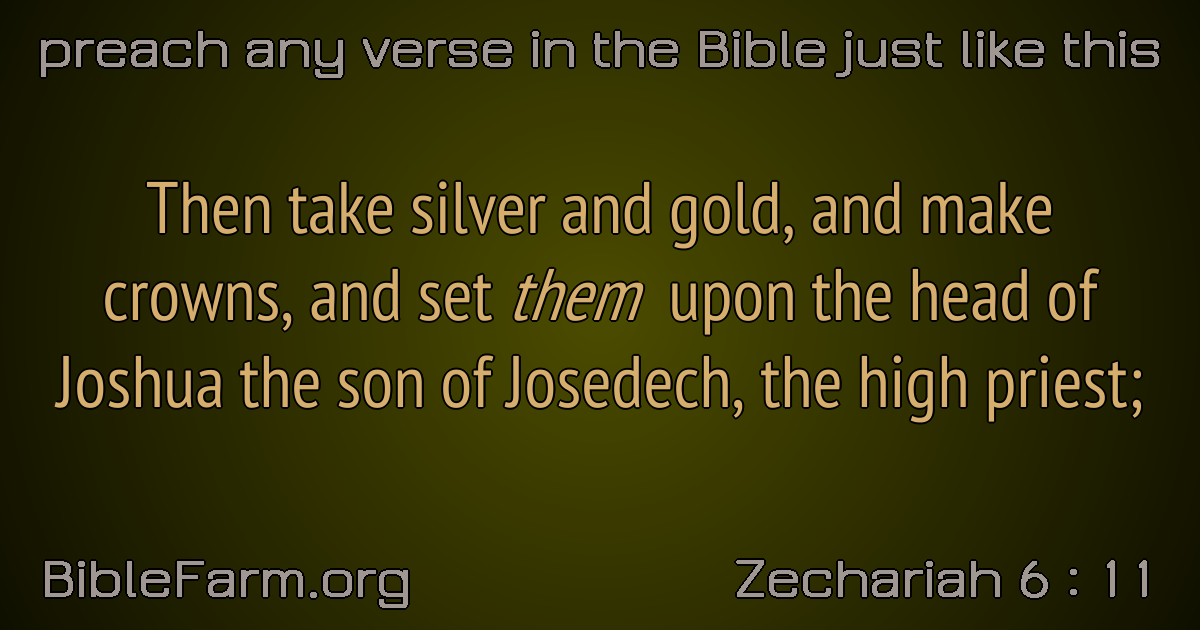 preach any verse in the Bible just like this
Then take silver and gold, and make
crowns, and set them upon the head of
Joshua the son of Josedech, the high priest;
BibleFarm.org
Zechariah 6 : 11